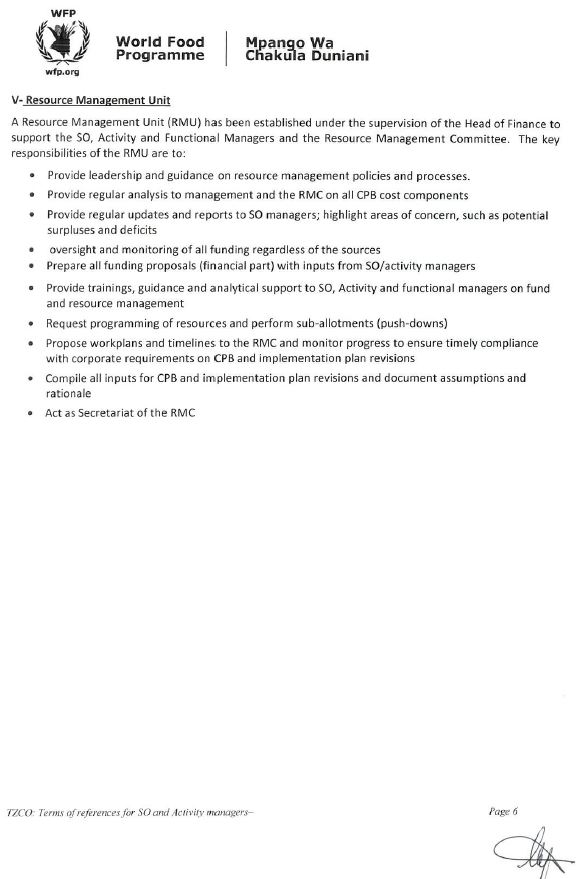 WFP
wfp.org
World Food
Programme
Mpango Wa
Chakula Duniani
V- Resource Management Unit
A Resource Management Unit (RMU) has been established under the supervision of the Head of Finance to
support the SO, Activity and Functional Managers and the Resource Management Committee. The key
responsibilities of the RMU are to:
• Provide leadership and guidance on resource management policies and processes.
• Provide regular analysis to management and the RMC on all CPB cost components
• Provide regular updates and reports to SO managers; highlight areas of concern, such as potential
surpluses and deficits
• oversight and monitoring of all funding regardless of the sources
• Prepare all funding proposals (financial part) with inputs from SO/activity managers
• Provide trainings, guidance and analytical support to SO, Activity and functional managers on fund
and resource management
• Request programming of resources and perform sub-allotments (push-downs)
• Propose workplans and timelines to the RMC and monitor progress to ensure timely compliance
with corporate requirements on CPB and implementation plan revisions
• Compile all inputs for CPB and implementation plan revisions and document assumptions and
rationale
• Act as Secretariat of the RMC
TZCO: Terms of references for SO and Activity managers–
Page 6